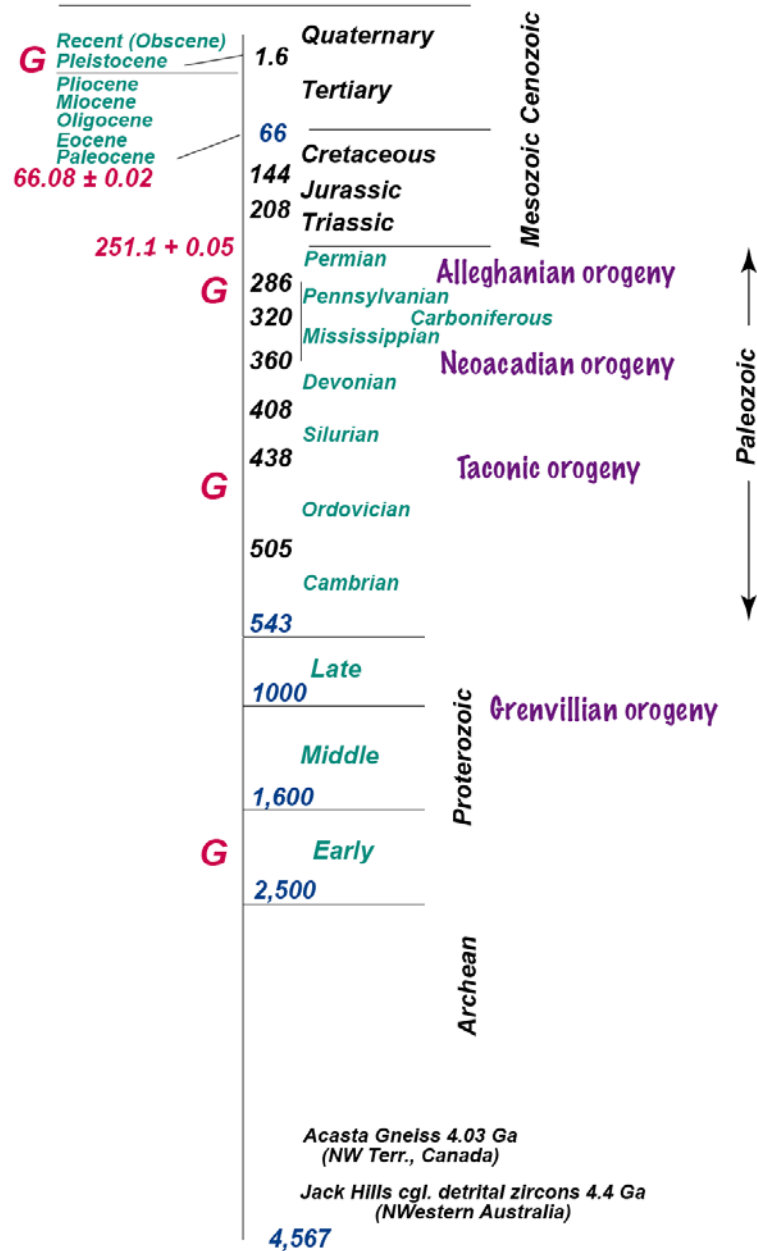 Recent (Obscene)
G
Pleistocene
1.6
Quaternary
Pliocene
Miocene
Oligocene
Eocene
Paleocene
Tertiary
66
66.08 ± 0.02
Cenozoic
Cretaceous
144
Jurassic
208
Triassic
Mesozoic
251.1 + 0.05
Permian
Alleghanian orogeny
G
286
Pennsylvanian
320
Carboniferous
Mississippian
360
Neoacadian orogeny
Devonian
408
Silurian
438
Taconic orogeny
G
Ordovician
505
Cambrian
543
Paleozoic
Late
1000
Grenvillian orogeny
Middle
1,600
Proterozoic
G
Early
2,500
Archean
Acasta Gneiss 4.03 Ga
(NW Terr., Canada)
Jack Hills cgl. detrital zircons 4.4 Ga
(NWestern Australia)
4,567